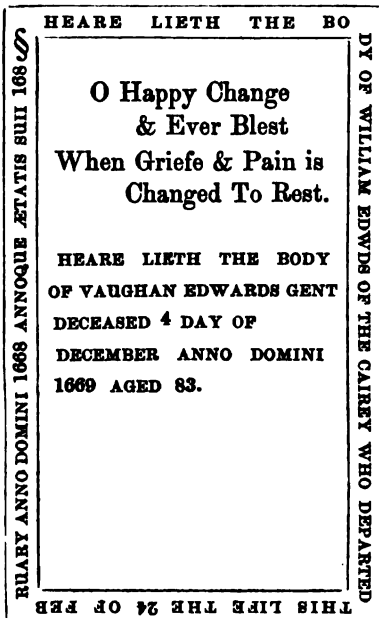 HEARE LIETH THE BO
DY OF WILLIAM EDWDS OF THE CAIREY WHO DEPARTED
THIS LIFE THE 24 OF FEB
RUARY ANNO DOMINI 1668 ANNOQUE ÆTATIS SUII 168
O Happy Change
& Ever Blest
When Griefe & Pain is
Changed To Rest.
HEARE LIETH THE BODY
OF VAUGHAN EDWARDS GENT
DECEASED 4 DAY OF
DECEMBER ANNO DOMINI
1669 AGED 83.